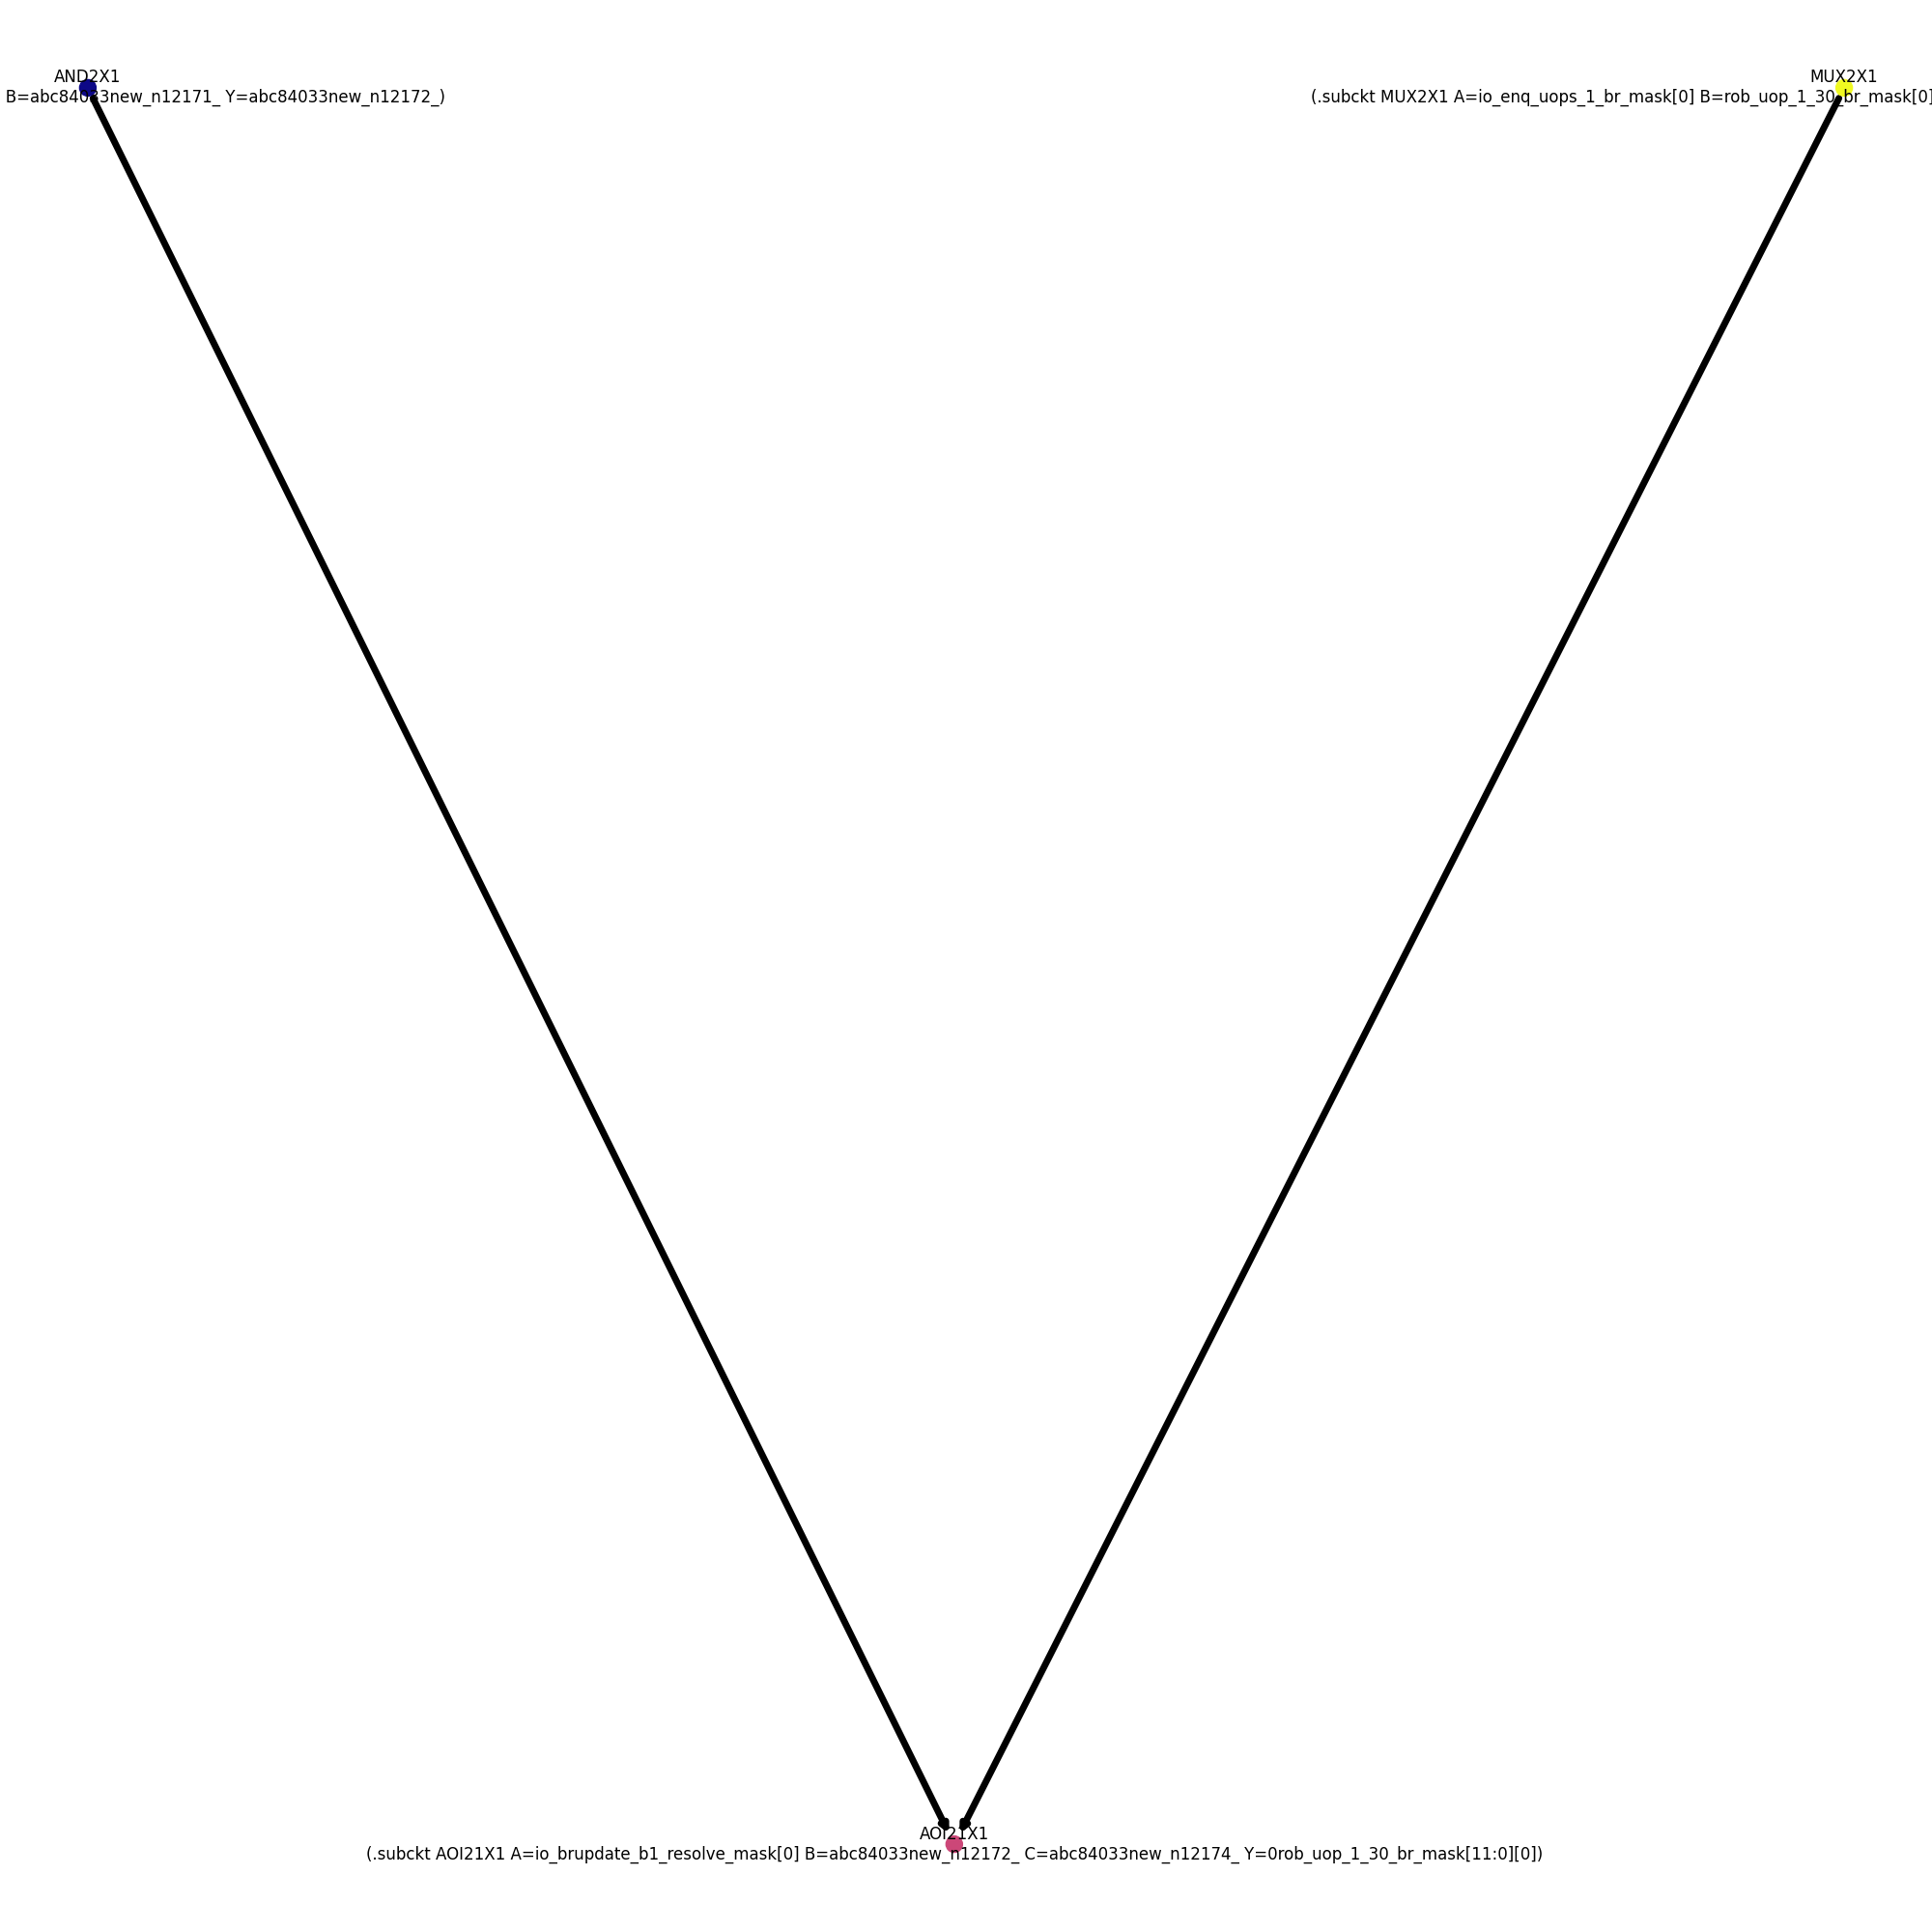 AND2X1
B=abc84033new_n12171_ Y=abc84033new_n12172_)
MUX2X1
(.subckt MUX2X1 A=io_enq_uops_1_br_mask[0] B=rob_uop_1_30_br_mask[0]
AOI21X1
(.subckt AOI21X1 A=io_brupdate_b1_resolve_mask[0] B=abc84033new_n12172_ C=abc84033new_n12174_ Y=0rob_uop_1_30_br_mask[11:0][0])